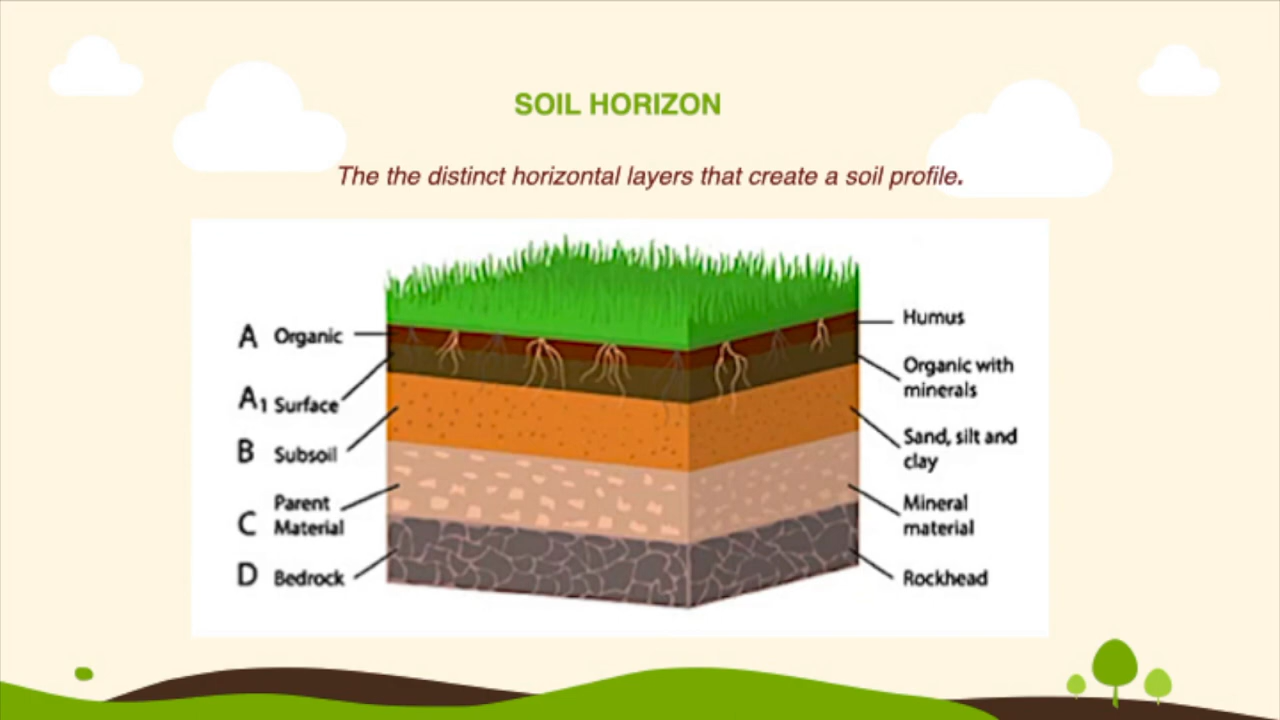 SOIL HORIZON
The the distinct horizontal layers that create a soil profile.
A Organic
A1 Surface
B Subsoil
C Parent
Material
D Bedrock
Humus
Organic with
minerals
Sand, silt and
clay
Mineral
material
Rockhead